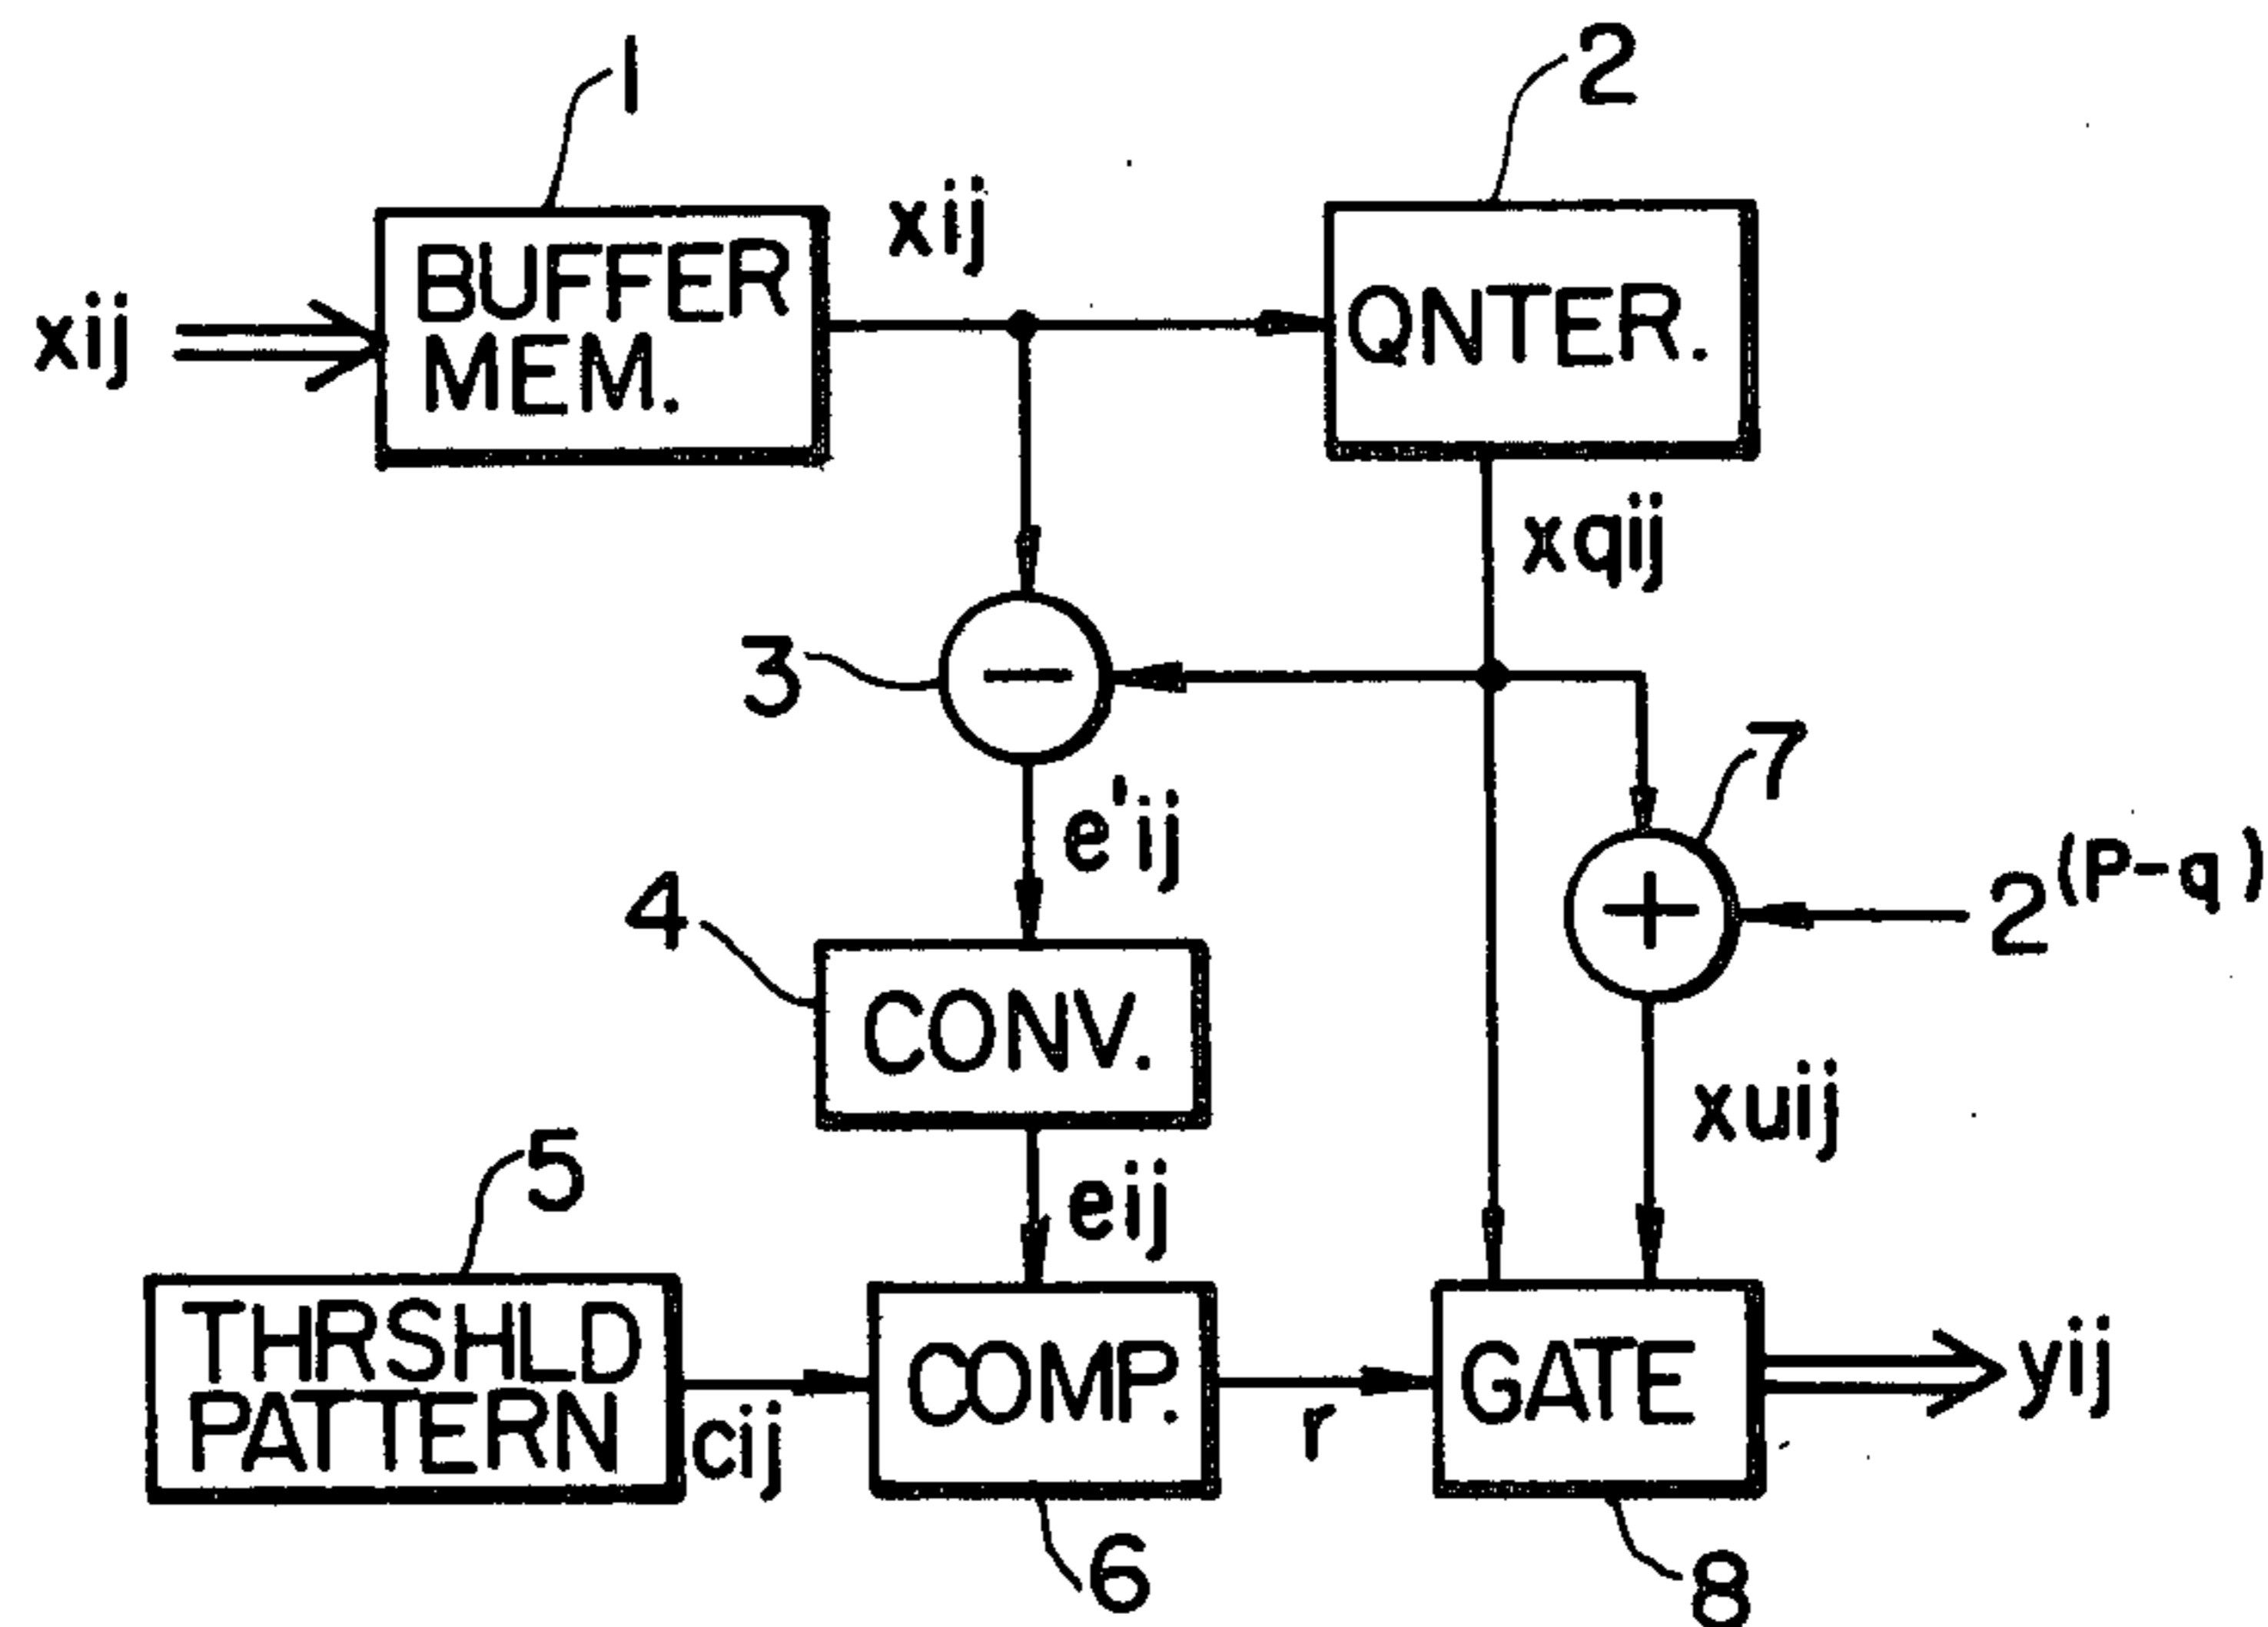 1
2
xij
BUFFER
MEM.
xij
QNTER.
xqij
3
−
7
e'ij
+
2(P-q)
4
CONV.
xuij
5
eij
THRSHLD
PATTERN
cij
COMP.
r
GATE
yij
6
8